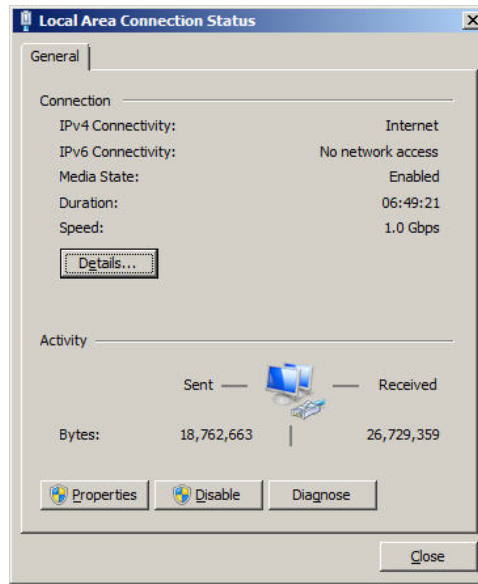 Local Area Connection Status
General
Connection
IPv4 Connectivity: Internet
IPv6 Connectivity: No network access
Media State: Enabled
Duration: 06:49:21
Speed: 1.0 Gbps
Details...
Activity
Sent Received
Bytes: 18,762,663 26,729,359
Properties Disable Diagnose
Close